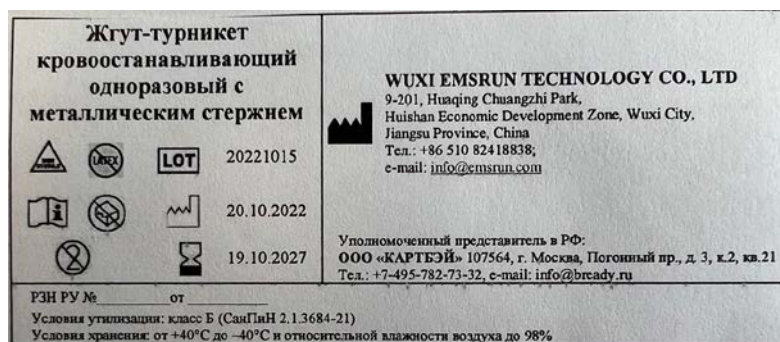 Жгут-турникет
кровоостанавливающий
одноразовый с
металлическим стержнем
LATEX
LOT 20221015
20.10.2022
2
19.10.2027
WUXI EMSRUN TECHNOLOGY CO., LTD
9-201, Huaqing Chuangzhi Park,
Huishan Economic Development Zone, Wuxi City,
Jiangsu Province, China
Тел.: +86 510 82418838;
e-mail: info@emsrun.com
Уполномоченный представитель в РФ:
ООО «КАРТБЭЙ» 107564, г. Москва, Погонный пр., д. 3, к.2, кв.21
Тел.: +7-495-782-73-32, e-mail: info@bready.ru
РЗН РУ №________ от ________
Условия утилизации: класс Б (СанПиН 2.1.3684-21)
Условия хранения: от +40°С до –40°С и относительной влажности воздуха до 98%